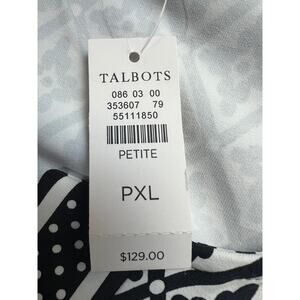 TALBOTS
086 03 00
353607 79
55111850
PETITE
PXL
$129.00